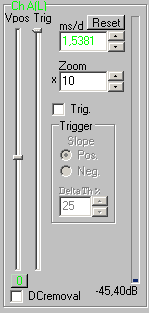 Ch A(L)
Vpos Trig
ms/d Reset
1,5381
Zoom
x 10
Trig.
Trigger
Slope
Pos.
Neg.
Delta Th %
25
0
DCremoval
-45,40dB